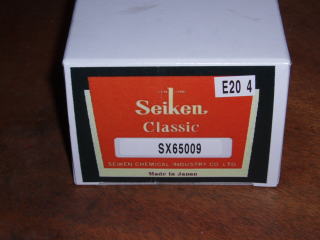 E20 4
Seiken
Classic
SX65009
SEIKEN CHEMICAL INDUSTRY CO. LTD.
Made in Japan